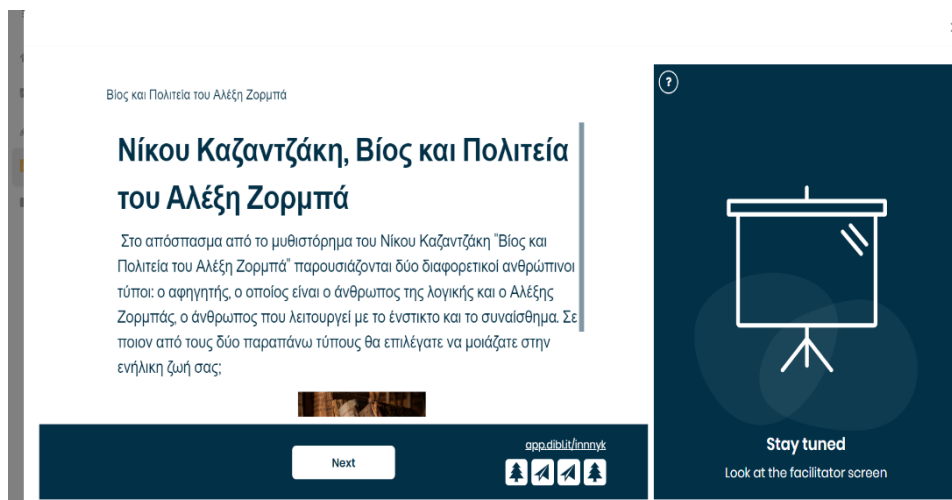 Βίος και Πολιτεία του Αλέξη Ζορμπά
Νίκου Καζαντζάκη, Βίος και Πολιτεία
του Αλέξη Ζορμπά
Στο απόσπασμα από το μυθιστόρημα του Νίκου Καζαντζάκη "Βίος και
Πολιτεία του Αλέξη Ζορμπά" παρουσιάζονται δύο διαφορετικοί ανθρώπινοι
τύποι: ο αφηγητής, ο οποίος είναι ο άνθρωπος της λογικής και ο Αλέξης
Ζορμπάς, ο άνθρωπος που λειτουργεί με το ένστικτο και το συναίσθημα. Σε
ποιον από τους δύο παραπάνω τύπους θα επιλέγατε να μοιάζατε στην
ενήλικη ζωή σας;
Next
app.dibl.it/innnyk
?
Stay tuned
Look at the facilitator screen